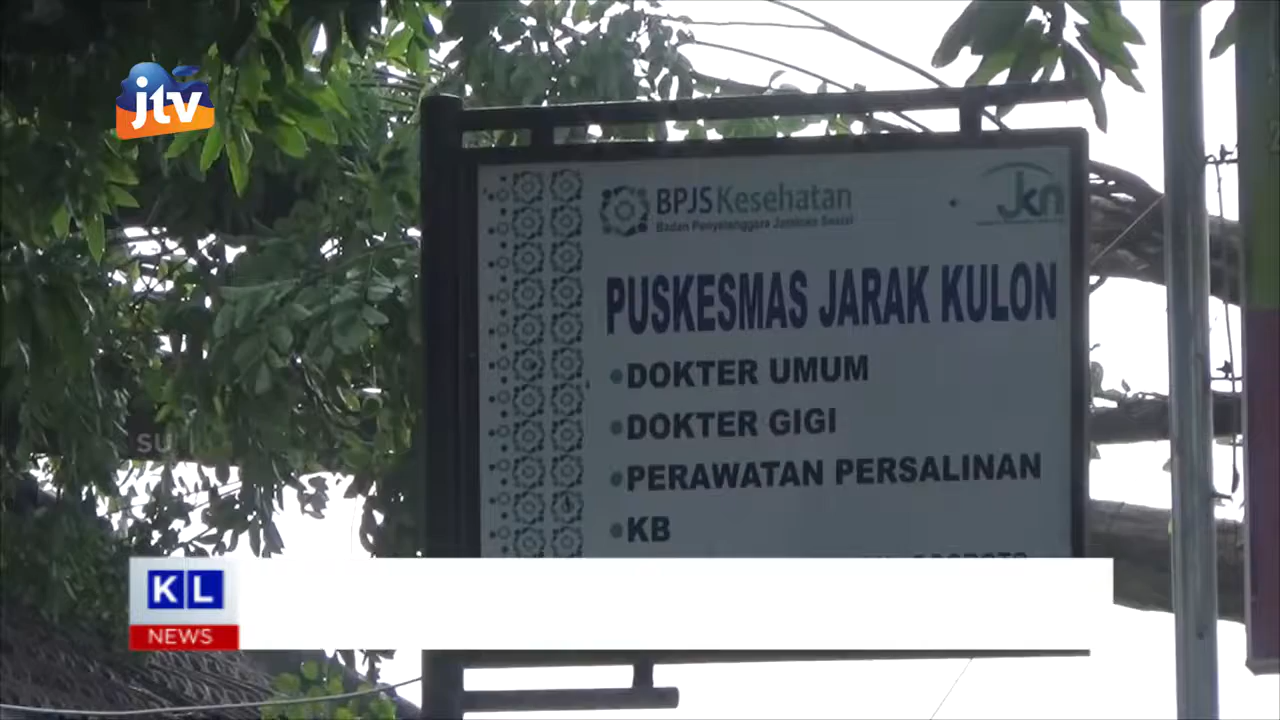 jtv
BPJS Kesehatan
Badan Penyelenggara Jaminan Sosial
jkn
PUSKESMAS JARAK KULON
•DOKTER UMUM
•DOKTER GIGI
•PERAWATAN PERSALINAN
•KB
KL
NEWS